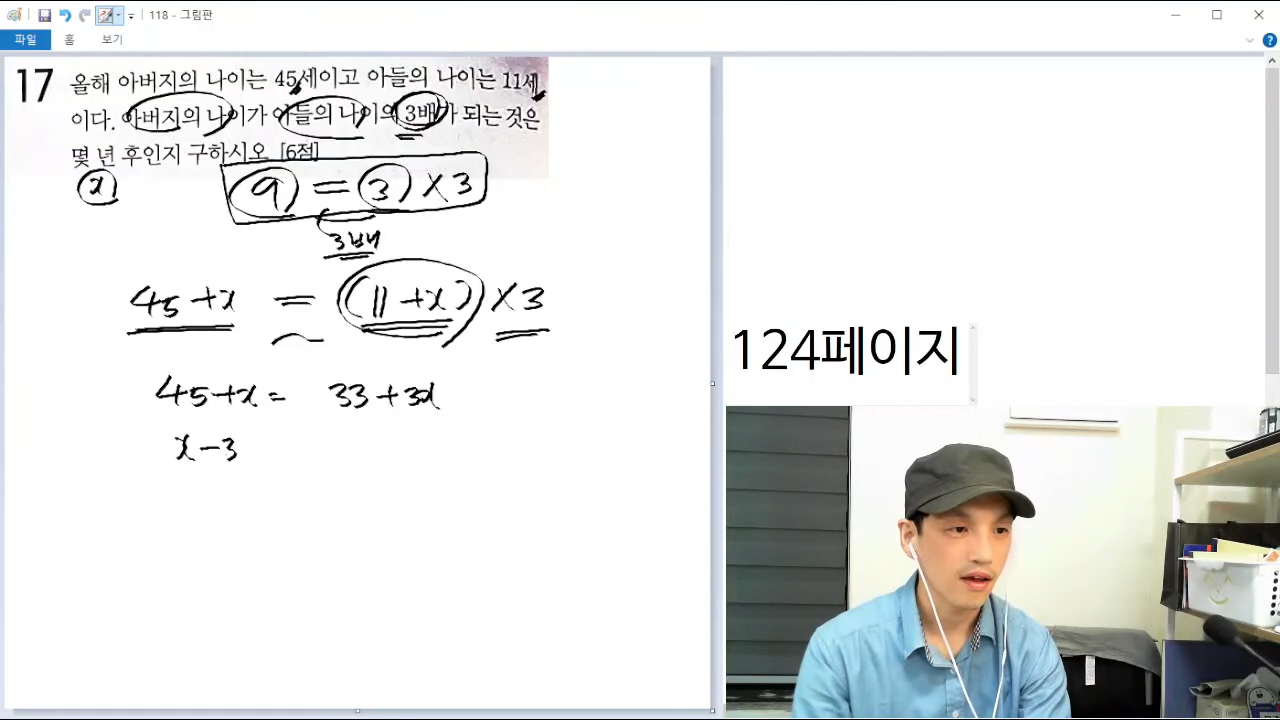 118 - 그림판
파일 홈 보기
17 올해 아버지의 나이는 45세이고 아들의 나이는 11세
이다. 아버지의 나이가 아들의 나이의 3배가 되는 것은
몇 년 후인지 구하시오. [6점]
x
9 = 3 × 3
3배
45 + x = (11 + x) × 3
45 + x = 33 + 3x
x - 3
124페이지